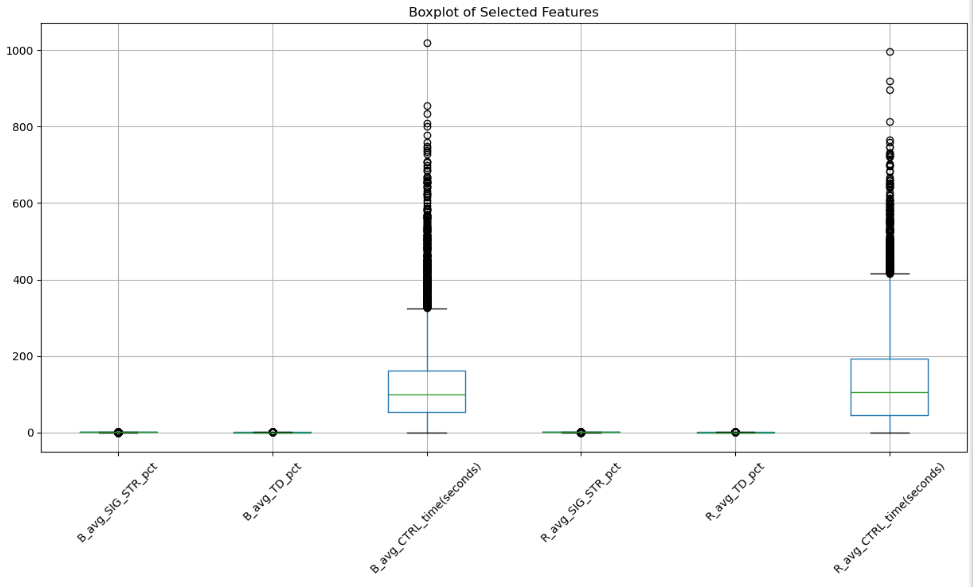 Boxplot of Selected Features
1000
800
600
400
200
0
B_avg_SIG_STR_pct
B_avg_TD_pct
B_avg_CTRL_time(seconds)
R_avg_SIG_STR_pct
R_avg_TD_pct
R_avg_CTRL_time(seconds)